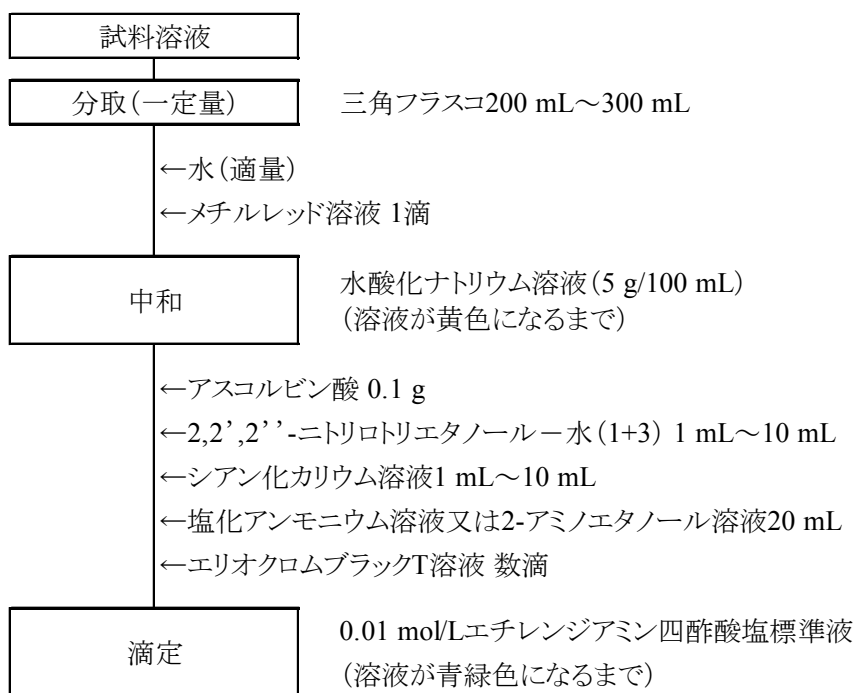 試料溶液
分取(一定量)
三角フラスコ200 mL～300 mL
←水(適量)
←メチルレッド溶液 1滴
中和
水酸化ナトリウム溶液(5 g/100 mL)
(溶液が黄色になるまで)
←アスコルビン酸 0.1 g
←2,2’,2’’-ニトリロトリエタノール－水(1+3) 1 mL～10 mL
←シアン化カリウム溶液1 mL～10 mL
←塩化アンモニウム溶液又は2-アミノエタノール溶液20 mL
←エリオクロムブラックT溶液 数滴
滴定
0.01 mol/Lエチレンジアミン四酢酸塩標準液
(溶液が青緑色になるまで)